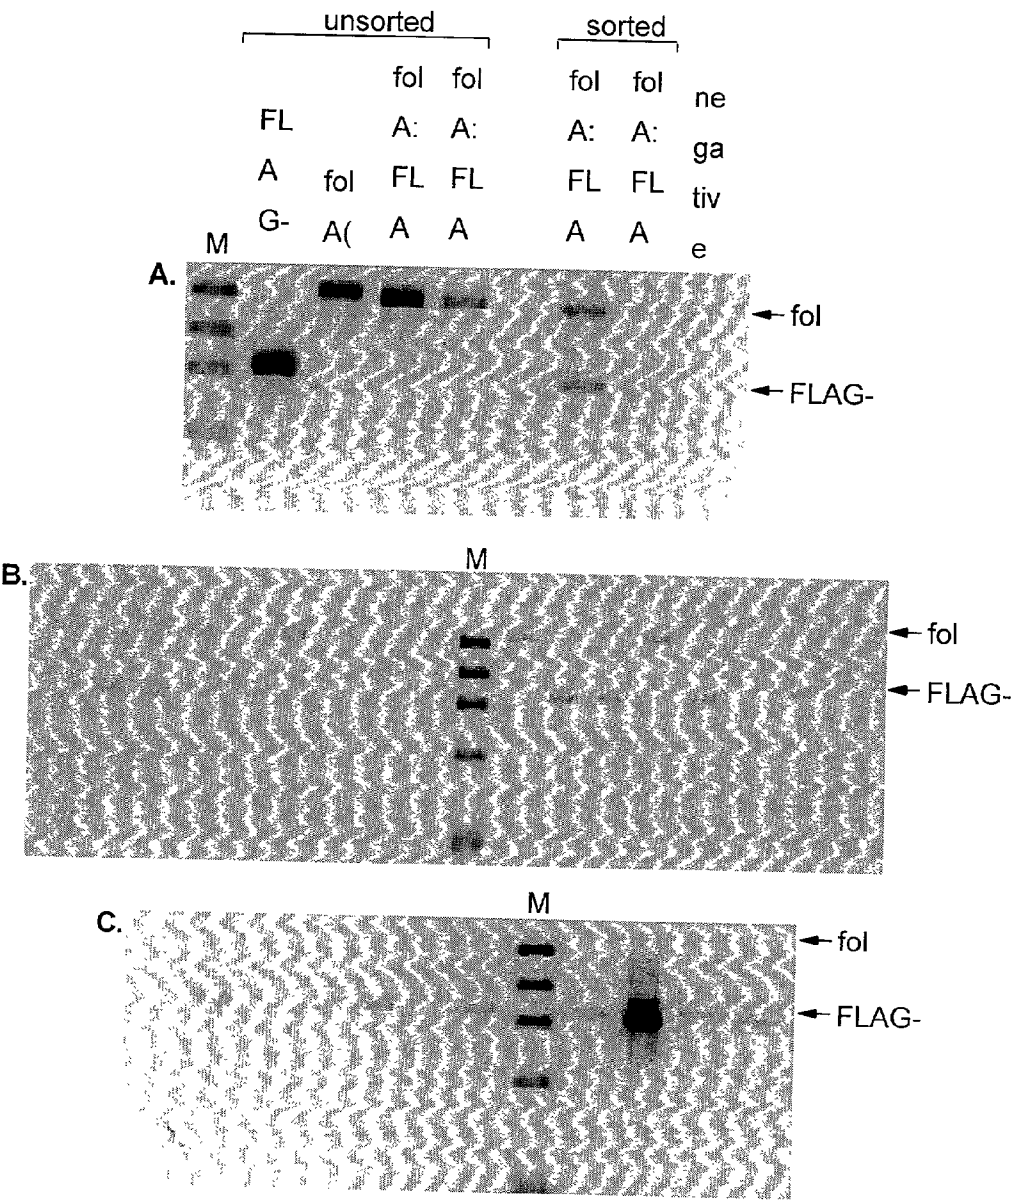 unsorted sorted
fol fol fol fol ne
FL A: A: A: A: ga
A fol FL FL FL FL tiv
G- A( A A A A e
M
A.
fol
FLAG-
M
B.
fol
FLAG-
M
C.
fol
FLAG-